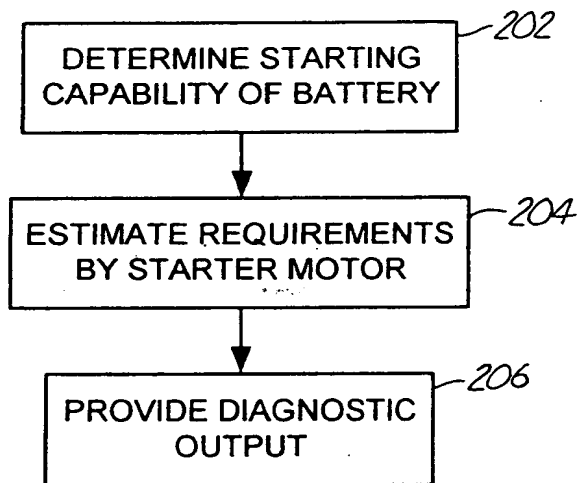 202
DETERMINE STARTING
CAPABILITY OF BATTERY
204
ESTIMATE REQUIREMENTS
BY STARTER MOTOR
206
PROVIDE DIAGNOSTIC
OUTPUT